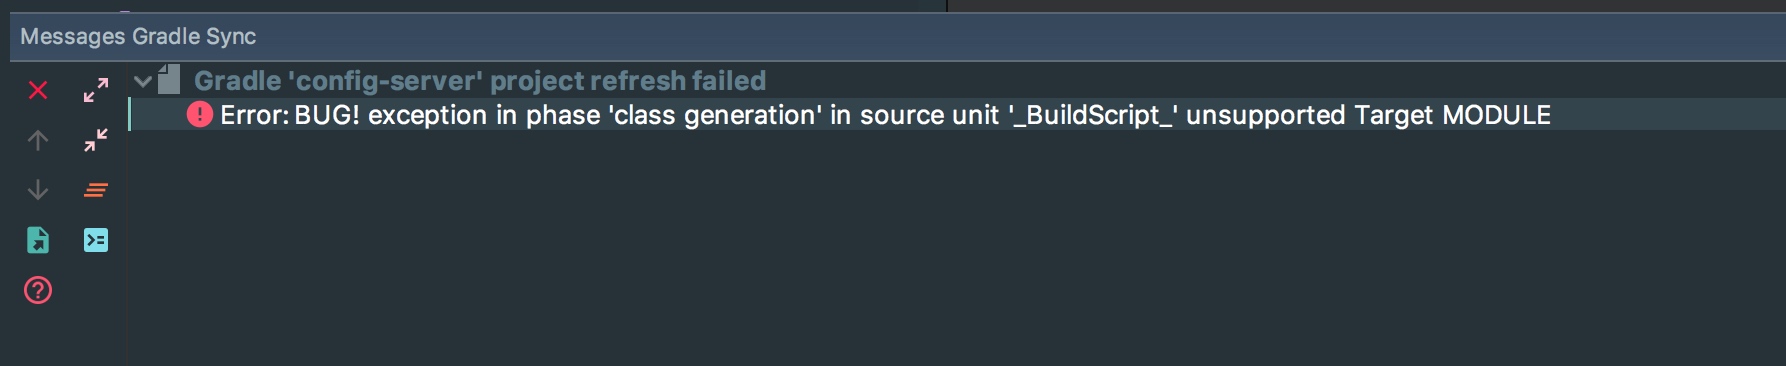 Messages Gradle Sync
Gradle 'config-server' project refresh failed
Error: BUG! exception in phase 'class generation' in source unit '_BuildScript_' unsupported Target MODULE